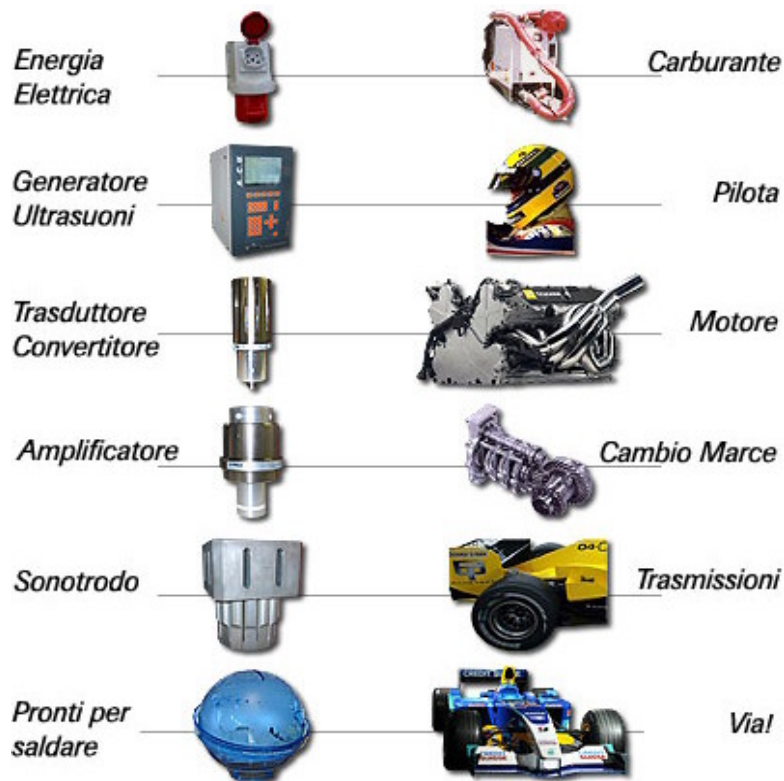 Energia
Elettrica
Carburante
Generatore
Ultrasuoni
Pilota
Trasduttore
Convertitore
Motore
Amplificatore
Cambio Marce
Sonotrodo
Trasmissioni
Pronti per
saldare
Via!